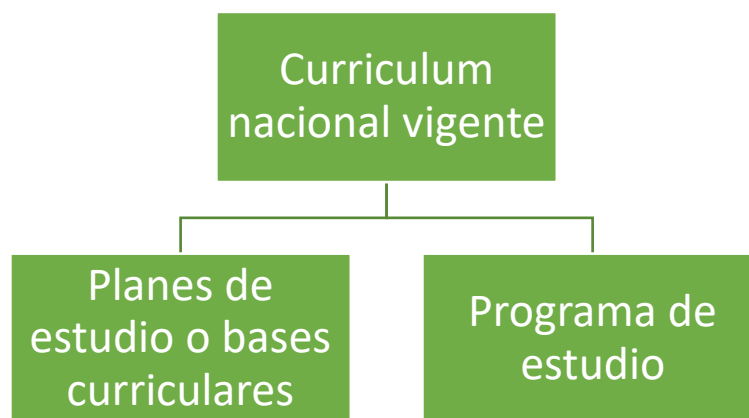 Curriculum
nacional vigente
Planes de
estudio o bases
curriculares
Programa de
estudio